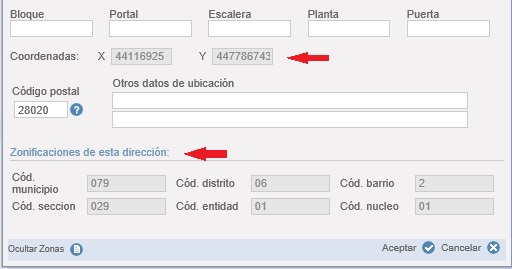 Bloque Portal Escalera Planta Puerta
Coordenadas: X 44116925 Y 447786743
Código postal Otros datos de ubicación
28020 ?
Zonificaciones de esta dirección:
Cód. municipio 079 Cód. distrito 06 Cód. barrio 2
Cód. seccion 029 Cód. entidad 01 Cód. nucleo 01
Ocultar Zonas Aceptar Cancelar